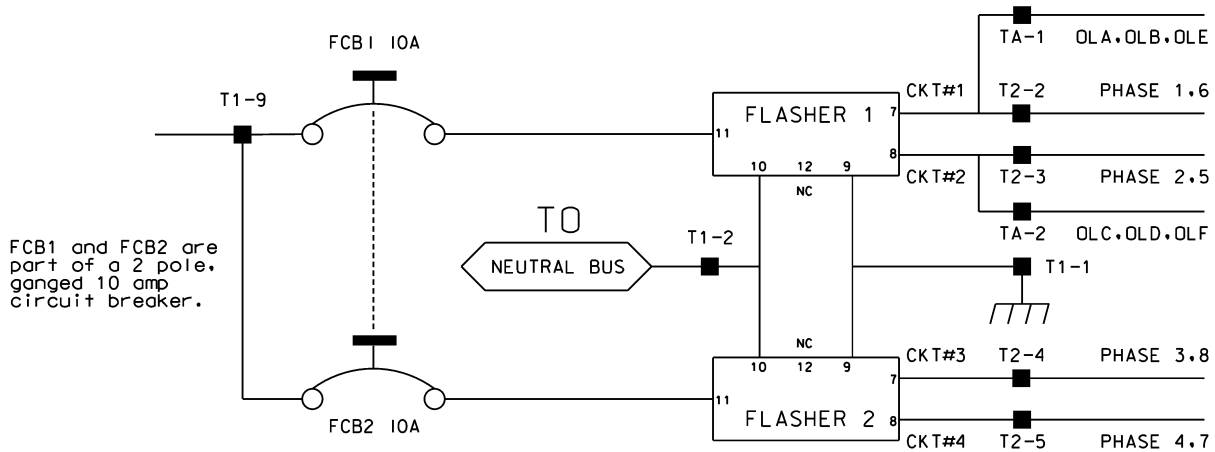 FCB1 10A
T1-9
FCB1 and FCB2 are
part of a 2 pole,
ganged 10 amp
circuit breaker.
FCB2 10A
TO
NEUTRAL BUS
T1-2
FLASHER 1
11
7
8
10 12 9
NC
CKT#1
CKT#2
TA-1 OLA,OLB,OLE
T2-2 PHASE 1,6
T2-3 PHASE 2,5
TA-2 OLC,OLD,OLF
T1-1
NC
10 12 9
11
7
8
FLASHER 2
CKT#3 T2-4 PHASE 3,8
CKT#4 T2-5 PHASE 4,7